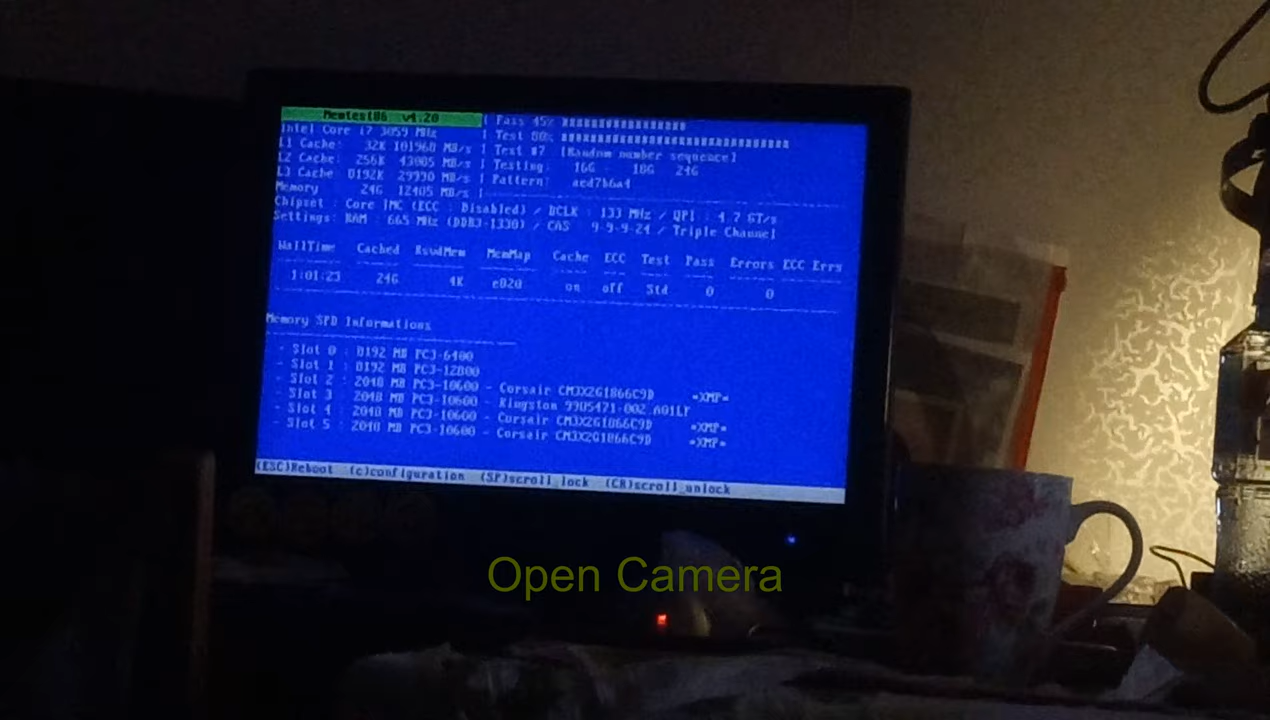 Memtest86 v4.20 | Pass 45%
Intel Core i7 3059 MHz | Test 80%
L1 Cache: 32K 101960 MB/s | Test #7 [Random number sequence]
L2 Cache: 256K 43005 MB/s | Testing: 16G - 18G 24G
L3 Cache 8192K 29990 MB/s | Pattern: aed7b6a4
Memory 24G 12405 MB/s |
Chipset : Core IMC (ECC : Disabled) / BCLK : 133 MHz / QPI : 4.7 GT/s
Settings: RAM : 665 MHz (DDR3-1330) / CAS : 9-9-9-24 / Triple Channel
WallTime Cached RsvdMem MemMap Cache ECC Test Pass Errors ECC Errs
1:01:23 24G 4K e820 on off Std 0 0
Memory SPD Informations
- Slot 0 : 8192 MB PC3-6400
- Slot 1 : 8192 MB PC3-12800
- Slot 2 : 2048 MB PC3-10600 - Corsair CM3X2G1866C9D *XMP*
- Slot 3 : 2048 MB PC3-10600 - Kingston 9905471-002.A01LF
- Slot 4 : 2048 MB PC3-10600 - Corsair CM3X2G1866C9D *XMP*
- Slot 5 : 2048 MB PC3-10600 - Corsair CM3X2G1866C9D *XMP*
(ESC)Reboot (c)configuration (SP)scroll_lock (CR)scroll_unlock
Open Camera